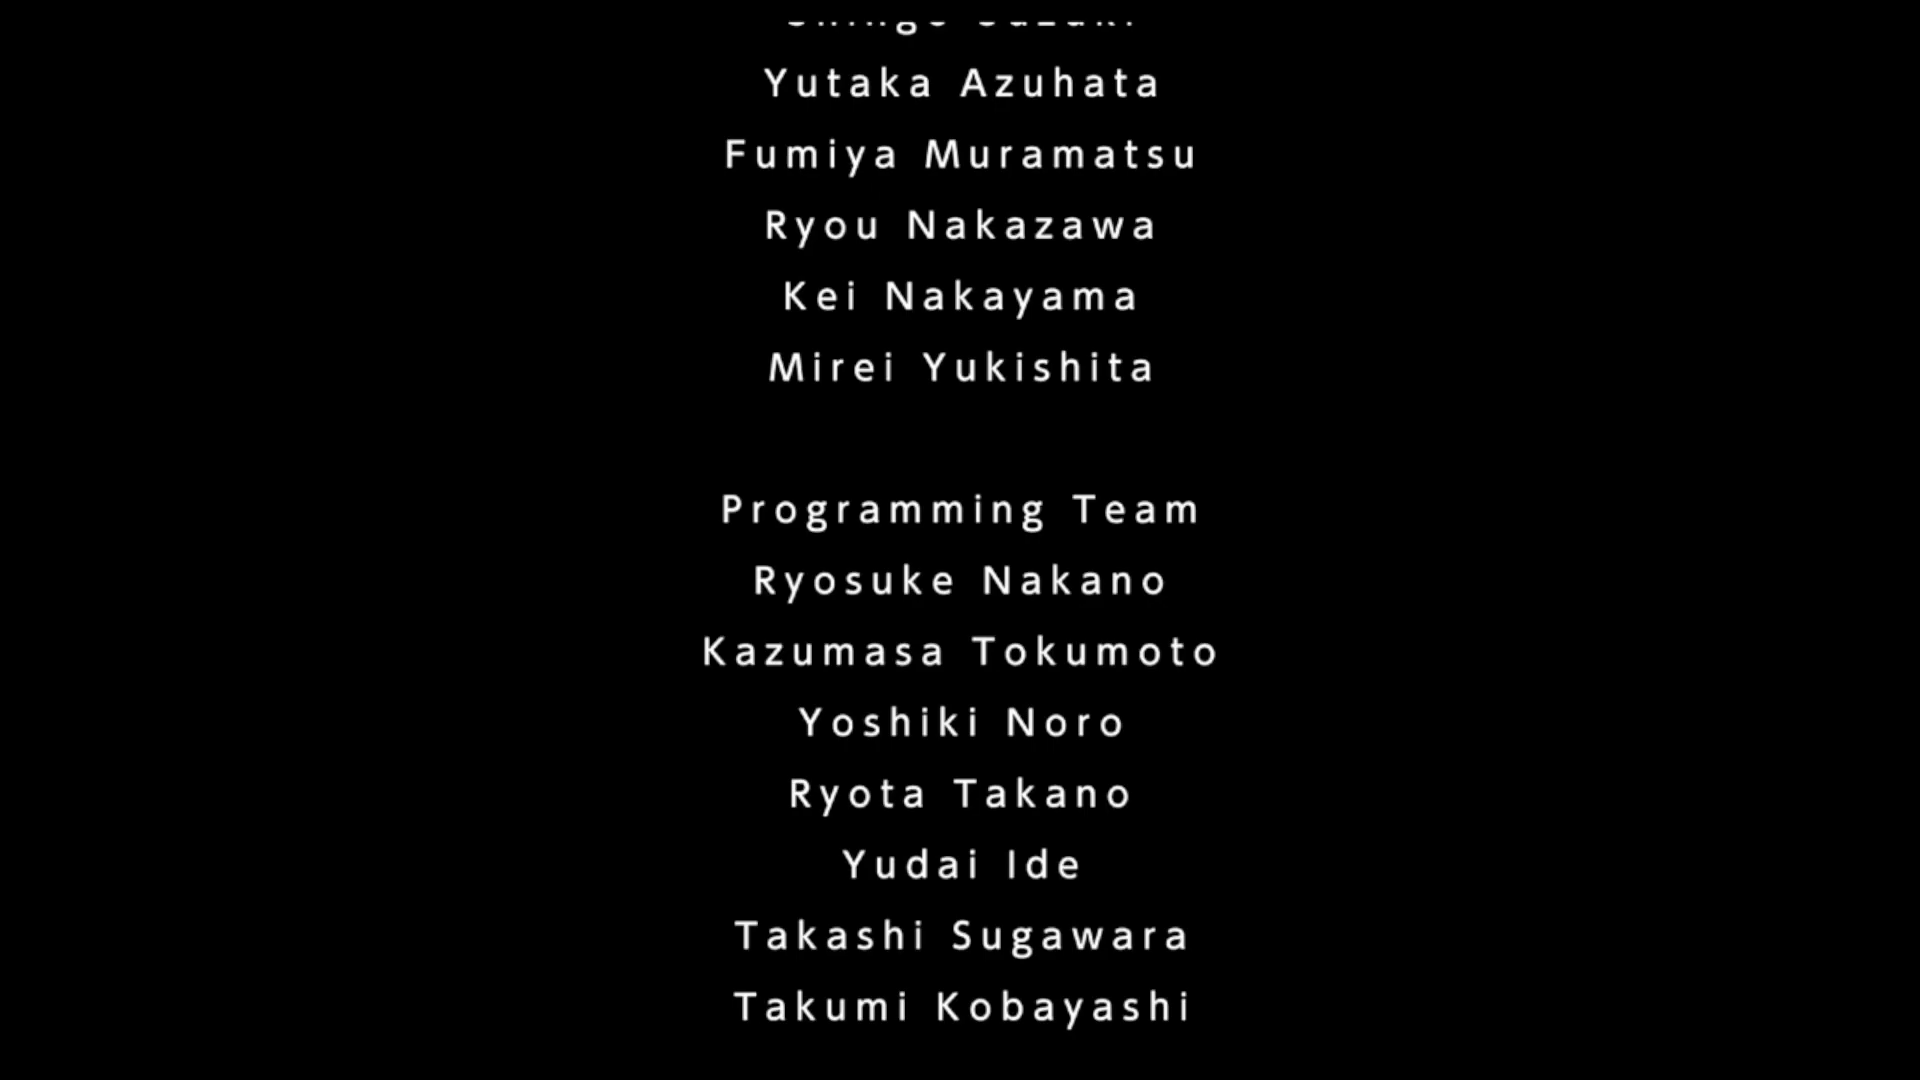 Yutaka Azuhata
Fumiya Muramatsu
Ryou Nakazawa
Kei Nakayama
Mirei Yukishita
Programming Team
Ryosuke Nakano
Kazumasa Tokumoto
Yoshiki Noro
Ryota Takano
Yudai Ide
Takashi Sugawara
Takumi Kobayashi